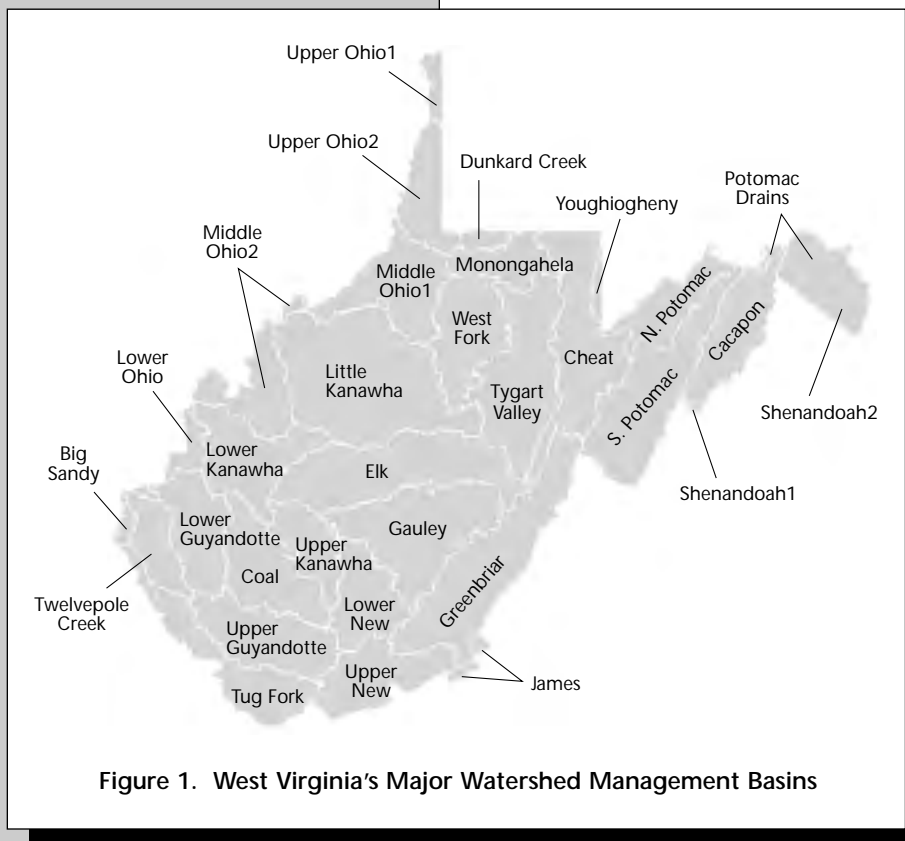 Upper Ohio1
Upper Ohio2
Dunkard Creek
Potomac
Drains
Youghiogheny
Middle
Ohio2
Middle
Ohio1
Monongahela
N. Potomac
West
Fork
Cacapon
Lower
Ohio
Little
Kanawha
Cheat
Tygart
Valley
S. Potomac
Shenandoah2
Big
Sandy
Lower
Kanawha
Elk
Shenandoah1
Lower
Guyandotte
Gauley
Upper
Kanawha
Coal
Greenbriar
Twelvepole
Creek
Lower
New
Upper
Guyandotte
Upper
New
James
Tug Fork
Figure 1. West Virginia's Major Watershed Management Basins